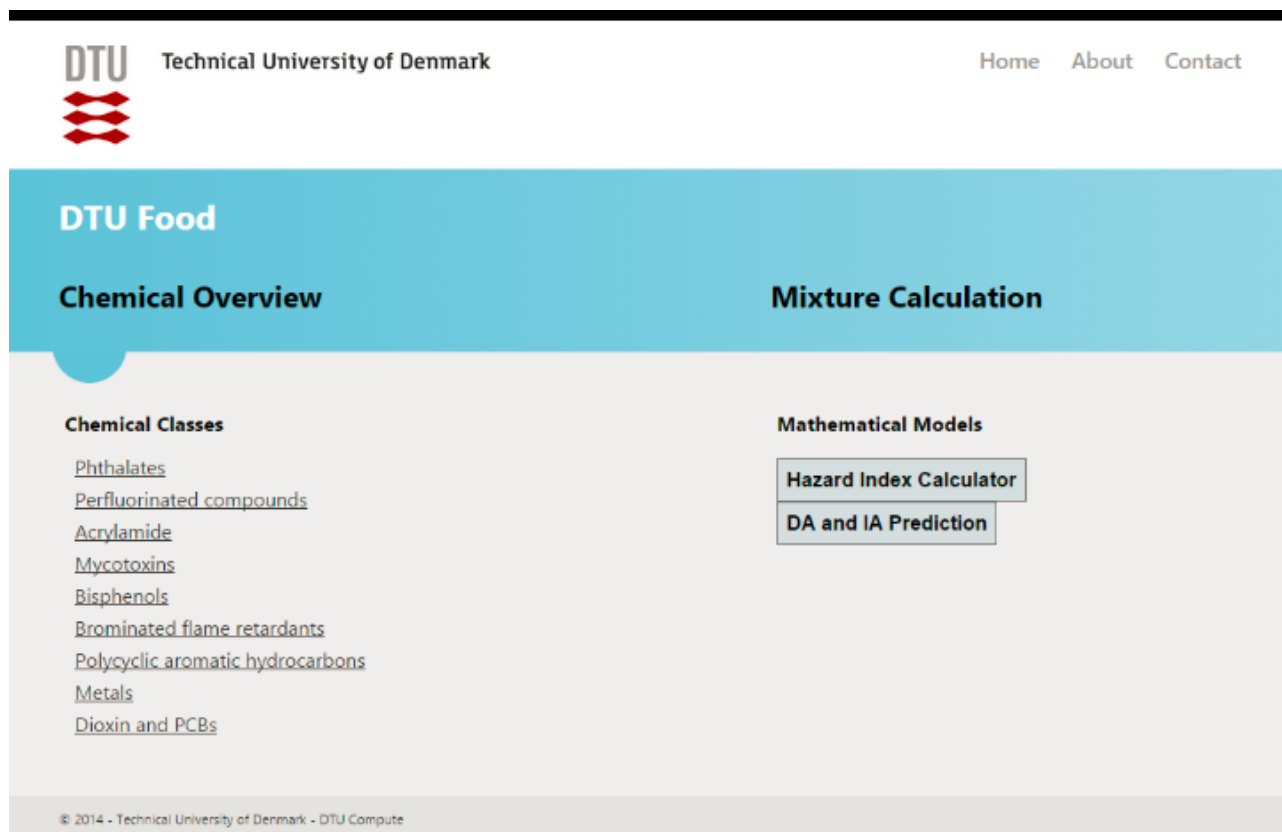 DTU
Technical University of Denmark
Home About Contact
DTU Food
Chemical Overview
Mixture Calculation
Chemical Classes
Phthalates
Perfluorinated compounds
Acrylamide
Mycotoxins
Bisphenols
Brominated flame retardants
Polycyclic aromatic hydrocarbons
Metals
Dioxin and PCBs
Mathematical Models
Hazard Index Calculator
DA and IA Prediction
© 2014 - Technical University of Denmark - DTU Compute